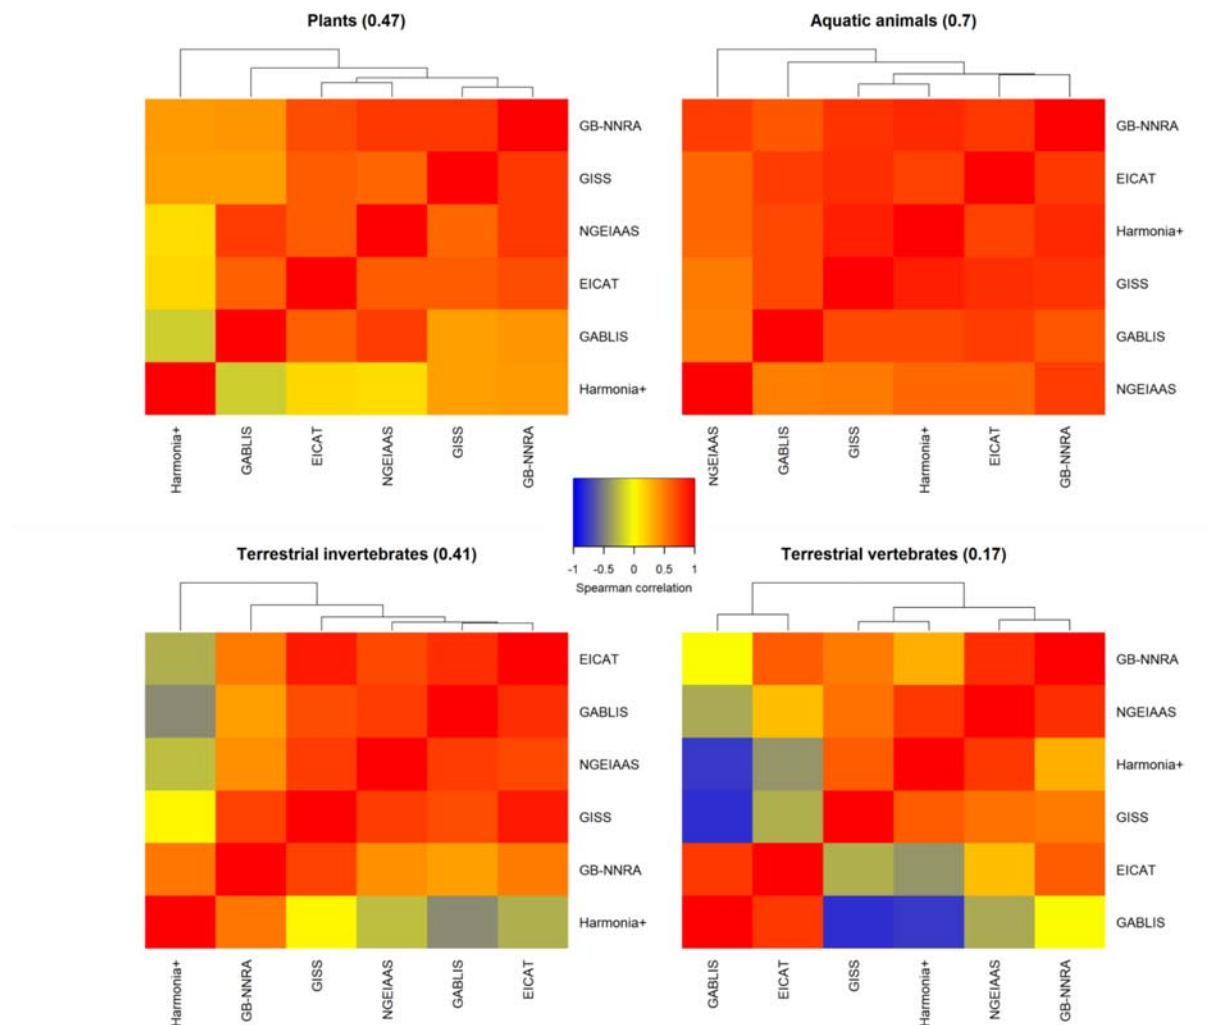 Plants (0.47)
GB-NNRA
GISS
NGEIAAS
EICAT
GABLIS
Harmonia+
Harmonia+
GABLIS
EICAT
NGEIAAS
GISS
GB-NNRA
Aquatic animals (0.7)
GB-NNRA
EICAT
Harmonia+
GISS
GABLIS
NGEIAAS
NGEIAAS
GABLIS
GISS
Harmonia+
EICAT
GB-NNRA
-1 -0.5 0 0.5 1
Spearman correlation
Terrestrial invertebrates (0.41)
EICAT
GABLIS
NGEIAAS
GISS
GB-NNRA
Harmonia+
Harmonia+
GB-NNRA
GISS
NGEIAAS
GABLIS
EICAT
Terrestrial vertebrates (0.17)
GB-NNRA
NGEIAAS
Harmonia+
GISS
EICAT
GABLIS
GABLIS
EICAT
GISS
Harmonia+
NGEIAAS
GB-NNRA